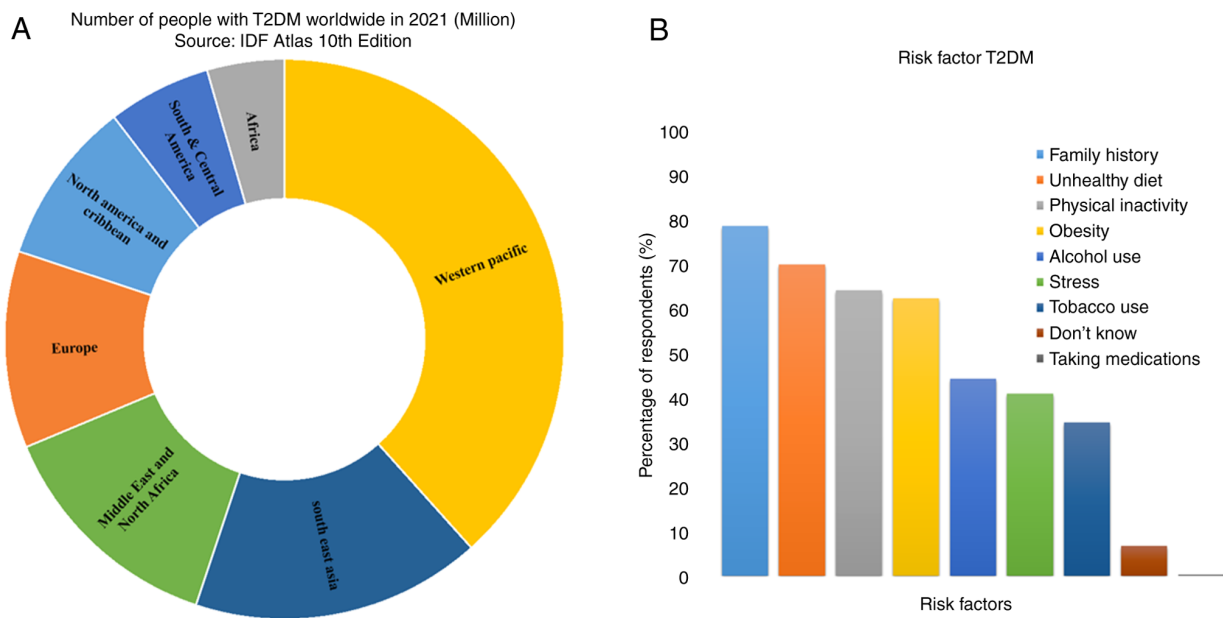 A
Number of people with T2DM worldwide in 2021 (Million)
Source: IDF Atlas 10th Edition
Western pacific
south east asia
Middle East and
North Africa
Europe
North america and
cribbean
South & Central
America
Africa
B
Risk factor T2DM
Percentage of respondents (%)
100
90
80
70
60
50
40
30
20
10
0
Risk factors
Family history
Unhealthy diet
Physical inactivity
Obesity
Alcohol use
Stress
Tobacco use
Don't know
Taking medications